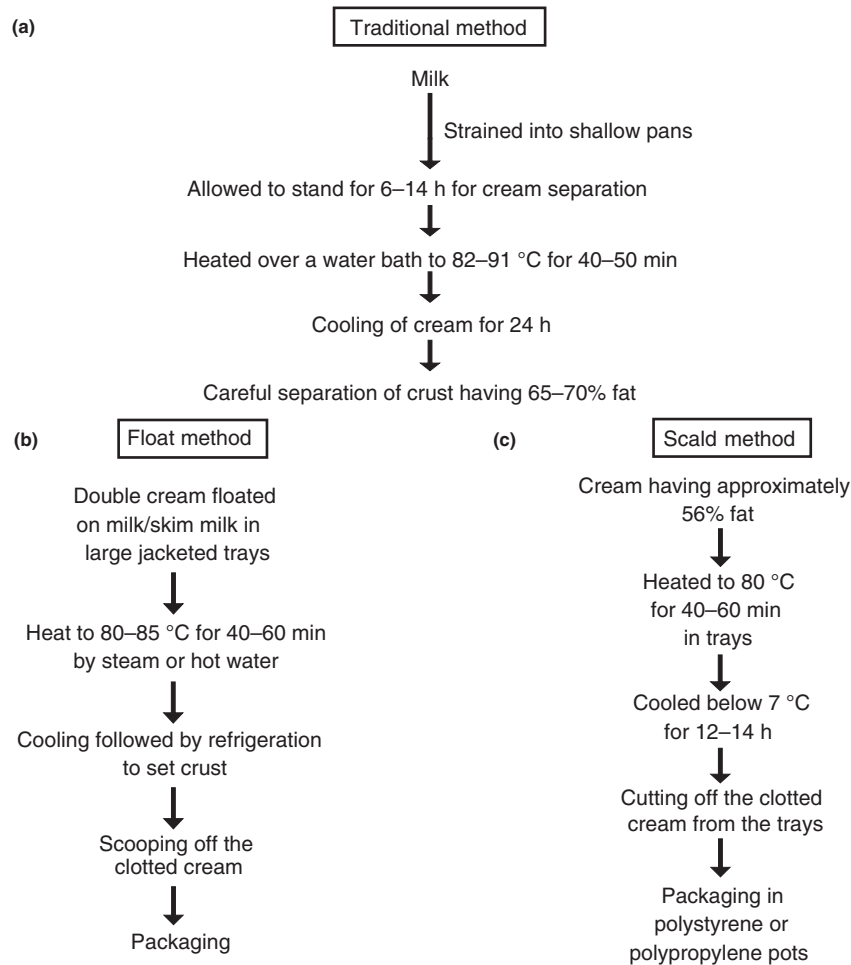 (a)
Traditional method
Milk
Strained into shallow pans
Allowed to stand for 6–14 h for cream separation
Heated over a water bath to 82–91 °C for 40–50 min
Cooling of cream for 24 h
Careful separation of crust having 65–70% fat
(b)
Float method
Double cream floated
on milk/skim milk in
large jacketed trays
Heat to 80–85 °C for 40–60 min
by steam or hot water
Cooling followed by refrigeration
to set crust
Scooping off the
clotted cream
Packaging
(c)
Scald method
Cream having approximately
56% fat
Heated to 80 °C
for 40–60 min
in trays
Cooled below 7 °C
for 12–14 h
Cutting off the clotted
cream from the trays
Packaging in
polystyrene or
polypropylene pots